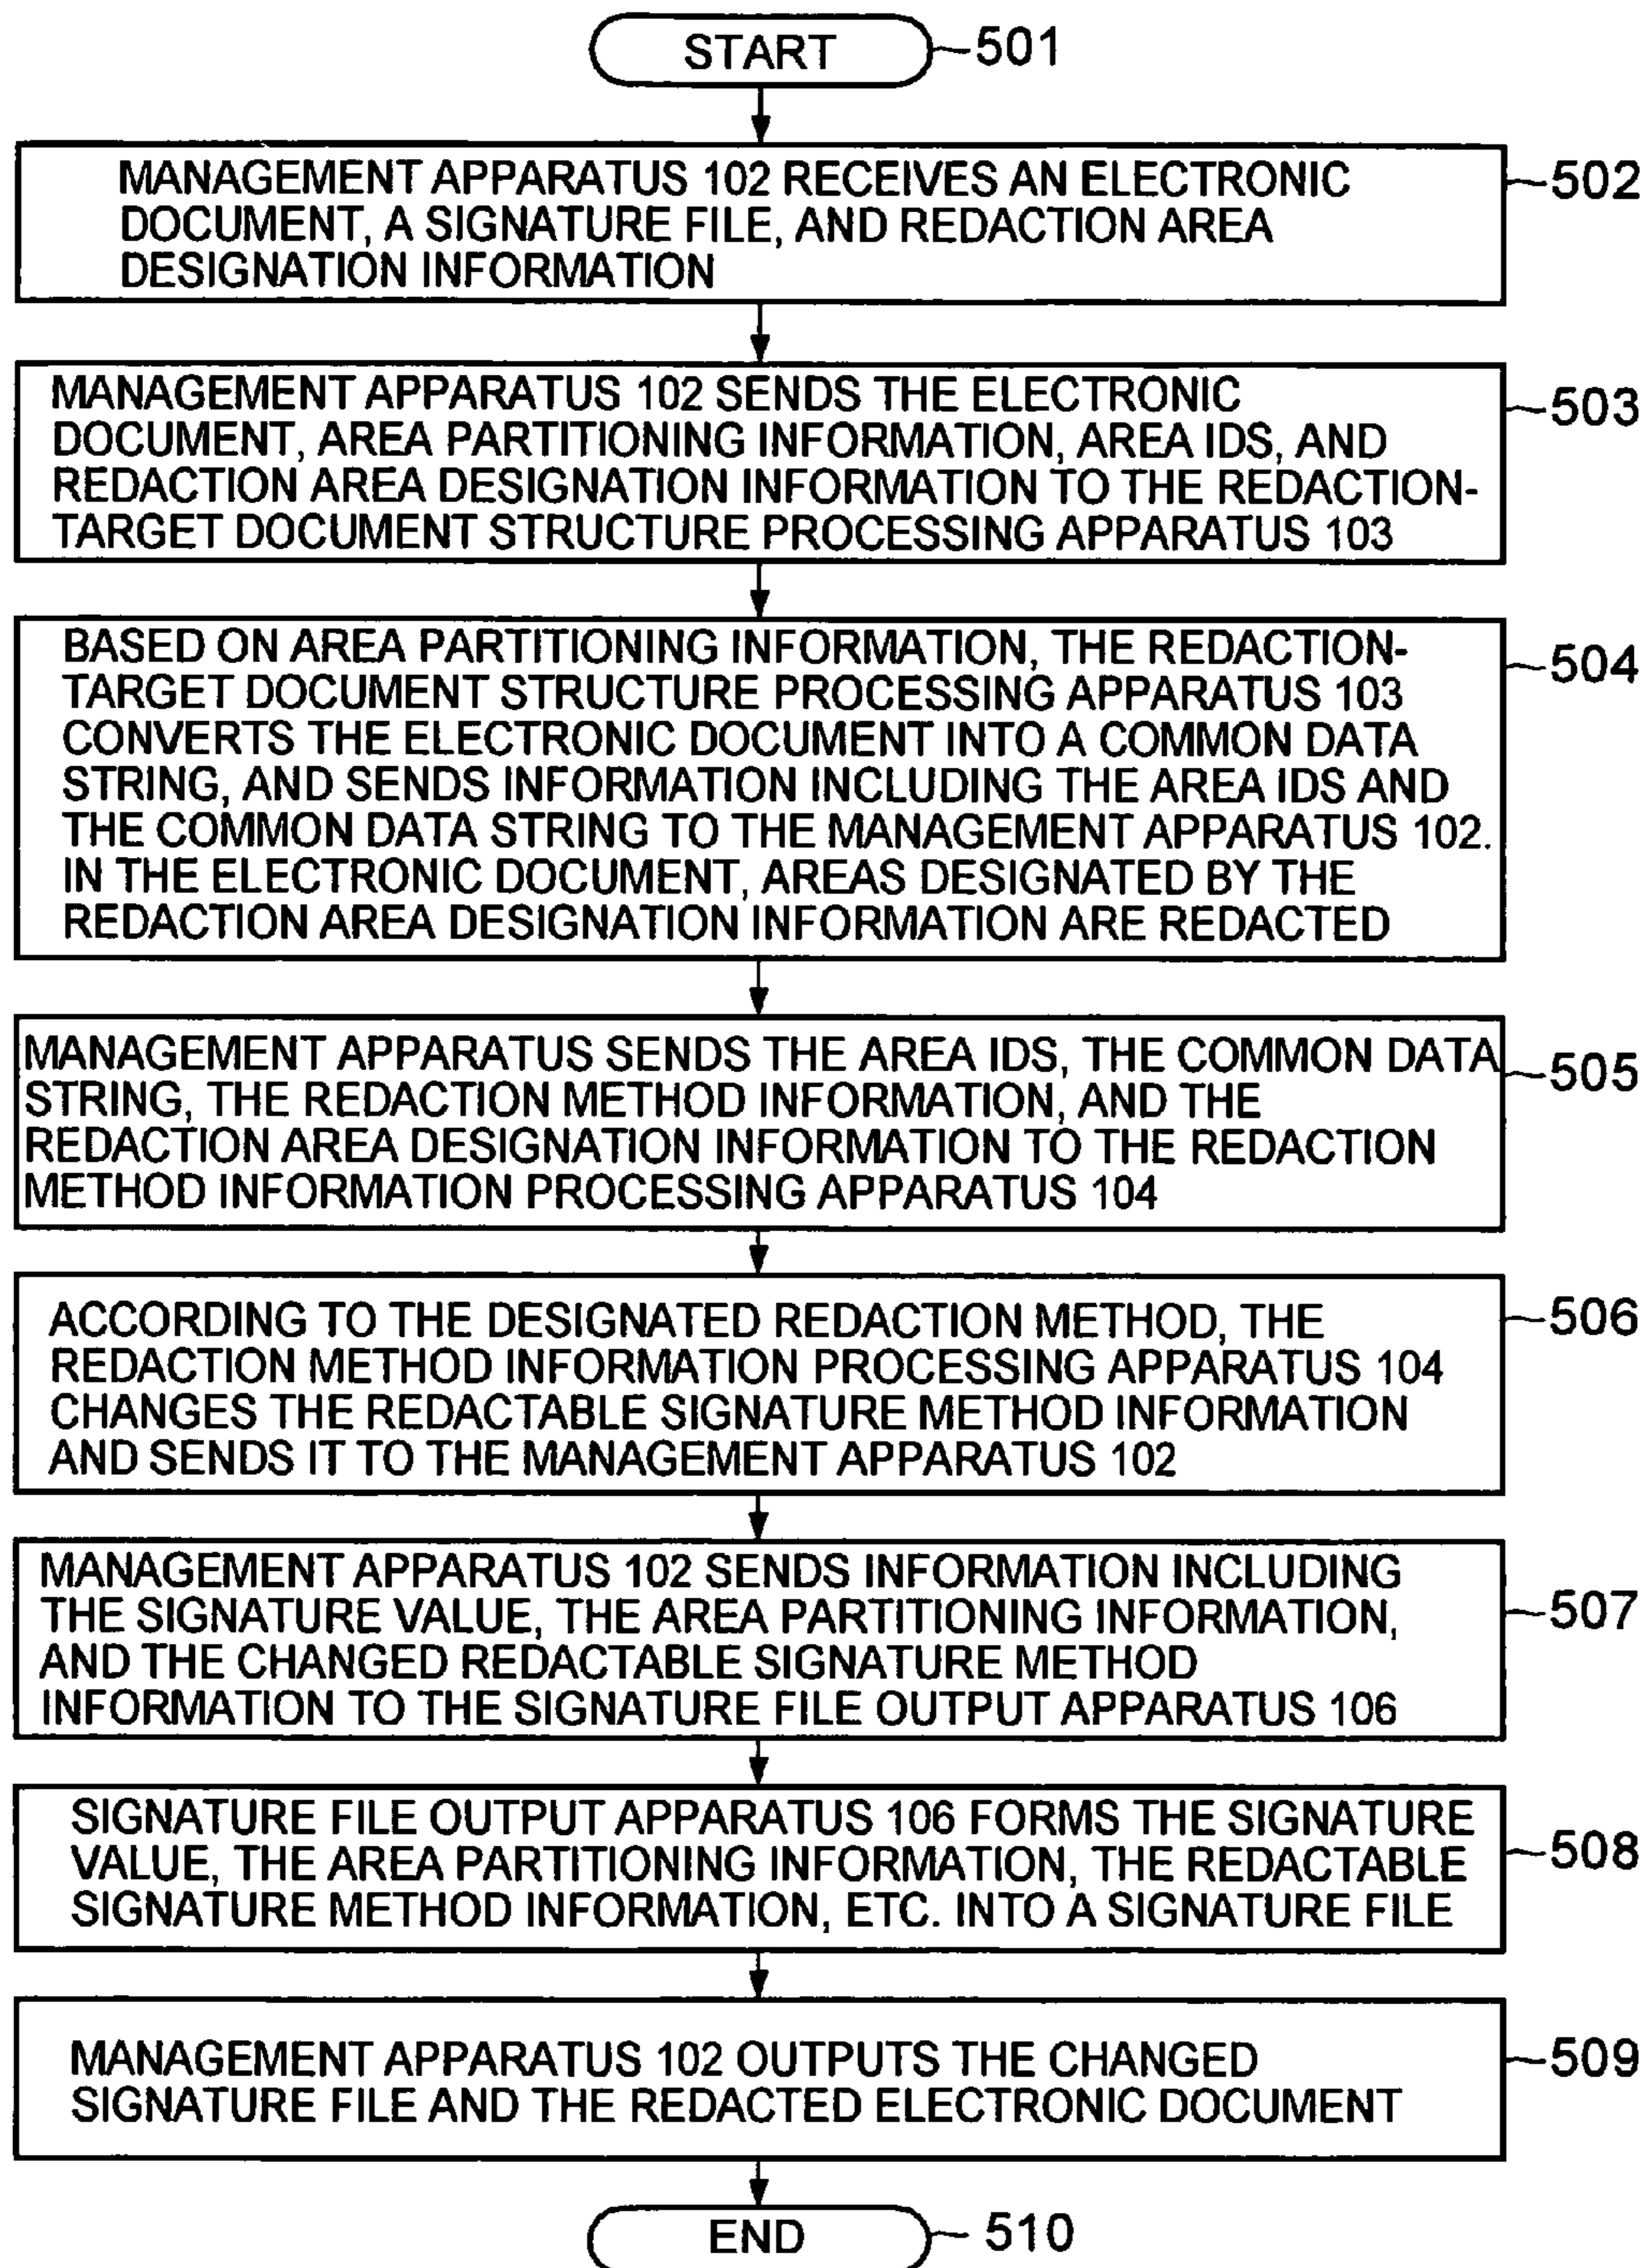 START
501
MANAGEMENT APPARATUS 102 RECEIVES AN ELECTRONIC
DOCUMENT, A SIGNATURE FILE, AND REDACTION AREA
DESIGNATION INFORMATION
502
MANAGEMENT APPARATUS 102 SENDS THE ELECTRONIC
DOCUMENT, AREA PARTITIONING INFORMATION, AREA IDS, AND
REDACTION AREA DESIGNATION INFORMATION TO THE REDACTION-
TARGET DOCUMENT STRUCTURE PROCESSING APPARATUS 103
503
BASED ON AREA PARTITIONING INFORMATION, THE REDACTION-
TARGET DOCUMENT STRUCTURE PROCESSING APPARATUS 103
CONVERTS THE ELECTRONIC DOCUMENT INTO A COMMON DATA
STRING, AND SENDS INFORMATION INCLUDING THE AREA IDS AND
THE COMMON DATA STRING TO THE MANAGEMENT APPARATUS 102.
IN THE ELECTRONIC DOCUMENT, AREAS DESIGNATED BY THE
REDACTION AREA DESIGNATION INFORMATION ARE REDACTED
504
MANAGEMENT APPARATUS SENDS THE AREA IDS, THE COMMON DATA
STRING, THE REDACTION METHOD INFORMATION, AND THE
REDACTION AREA DESIGNATION INFORMATION TO THE REDACTION
METHOD INFORMATION PROCESSING APPARATUS 104
505
ACCORDING TO THE DESIGNATED REDACTION METHOD, THE
REDACTION METHOD INFORMATION PROCESSING APPARATUS 104
CHANGES THE REDACTABLE SIGNATURE METHOD INFORMATION
AND SENDS IT TO THE MANAGEMENT APPARATUS 102
506
MANAGEMENT APPARATUS 102 SENDS INFORMATION INCLUDING
THE SIGNATURE VALUE, THE AREA PARTITIONING INFORMATION,
AND THE CHANGED REDACTABLE SIGNATURE METHOD
INFORMATION TO THE SIGNATURE FILE OUTPUT APPARATUS 106
507
SIGNATURE FILE OUTPUT APPARATUS 106 FORMS THE SIGNATURE
VALUE, THE AREA PARTITIONING INFORMATION, THE REDACTABLE
SIGNATURE METHOD INFORMATION, ETC. INTO A SIGNATURE FILE
508
MANAGEMENT APPARATUS 102 OUTPUTS THE CHANGED
SIGNATURE FILE AND THE REDACTED ELECTRONIC DOCUMENT
509
END
510